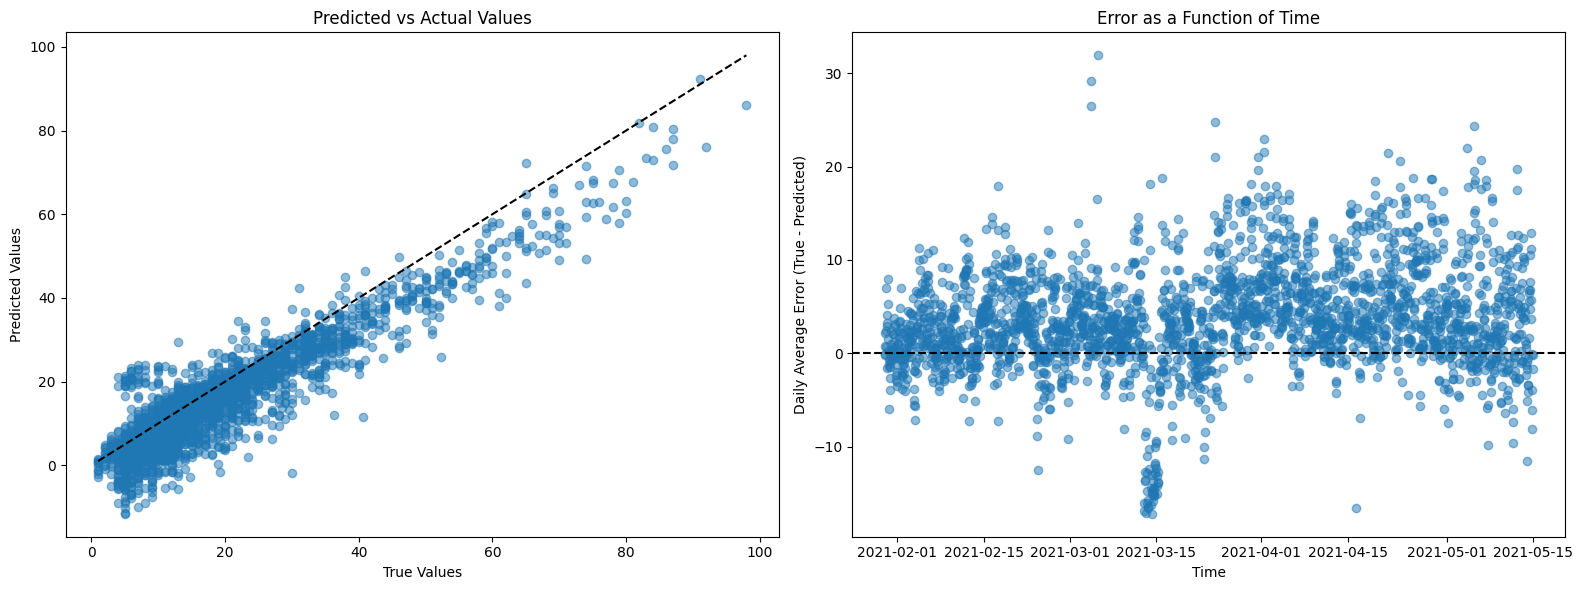 Predicted vs Actual Values
Predicted Values
100
80
60
40
20
0
0 20 40 60 80 100
True Values
Error as a Function of Time
Daily Average Error (True - Predicted)
30
20
10
0
−10
2021-02-01 2021-02-15 2021-03-01 2021-03-15 2021-04-01 2021-04-15 2021-05-01 2021-05-15
Time